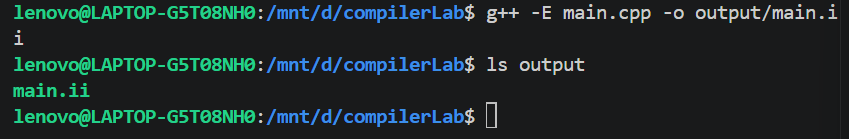 lenovo@LAPTOP-G5T08NH0:/mnt/d/compilerLab$ g++ -E main.cpp -o output/main.i
i
lenovo@LAPTOP-G5T08NH0:/mnt/d/compilerLab$ ls output
main.ii
lenovo@LAPTOP-G5T08NH0:/mnt/d/compilerLab$